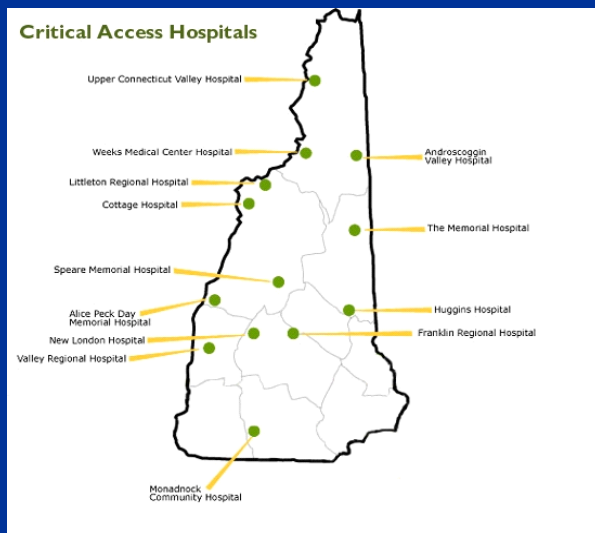 Critical Access Hospitals
Upper Connecticut Valley Hospital
Weeks Medical Center Hospital
Androscoggin
Valley Hospital
Littleton Regional Hospital
Cottage Hospital
The Memorial Hospital
Speare Memorial Hospital
Alice Peck Day
Memorial Hospital
Huggins Hospital
New London Hospital
Franklin Regional Hospital
Valley Regional Hospital
Monadnock
Community Hospital